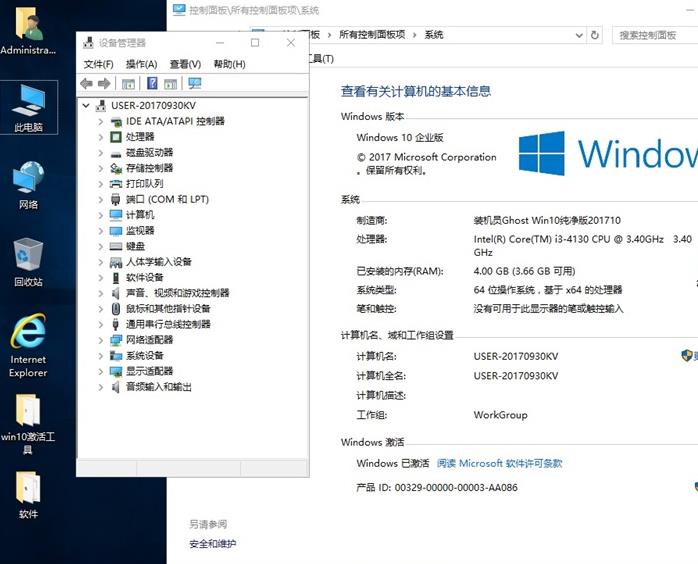 控制面板\所有控制面板项\系统
控制面板 › 所有控制面板项 › 系统
搜索控制面板
工具(T)
Administra...
此电脑
网络
回收站
Internet
Explorer
win10激活工
具
软件
设备管理器
文件(F) 操作(A) 查看(V) 帮助(H)
USER-20170930KV
IDE ATA/ATAPI 控制器
处理器
磁盘驱动器
存储控制器
打印队列
端口 (COM 和 LPT)
计算机
监视器
键盘
人体学输入设备
软件设备
声音、视频和游戏控制器
鼠标和其他指针设备
通用串行总线控制器
网络适配器
系统设备
显示适配器
音频输入和输出
查看有关计算机的基本信息
Windows 版本
Windows 10 企业版
© 2017 Microsoft Corporation
。保留所有权利。
Window
系统
制造商: 装机员Ghost Win10纯净版201710
处理器: Intel(R) Core(TM) i3-4130 CPU @ 3.40GHz 3.40
GHz
已安装的内存(RAM): 4.00 GB (3.66 GB 可用)
系统类型: 64 位操作系统，基于 x64 的处理器
笔和触控: 没有可用于此显示器的笔或触控输入
计算机名、域和工作组设置
计算机名: USER-20170930KV
计算机全名: USER-20170930KV
计算机描述:
工作组: WorkGroup
Windows 激活
Windows 已激活 阅读 Microsoft 软件许可条款
产品 ID: 00329-00000-00003-AA086
另请参阅
安全和维护